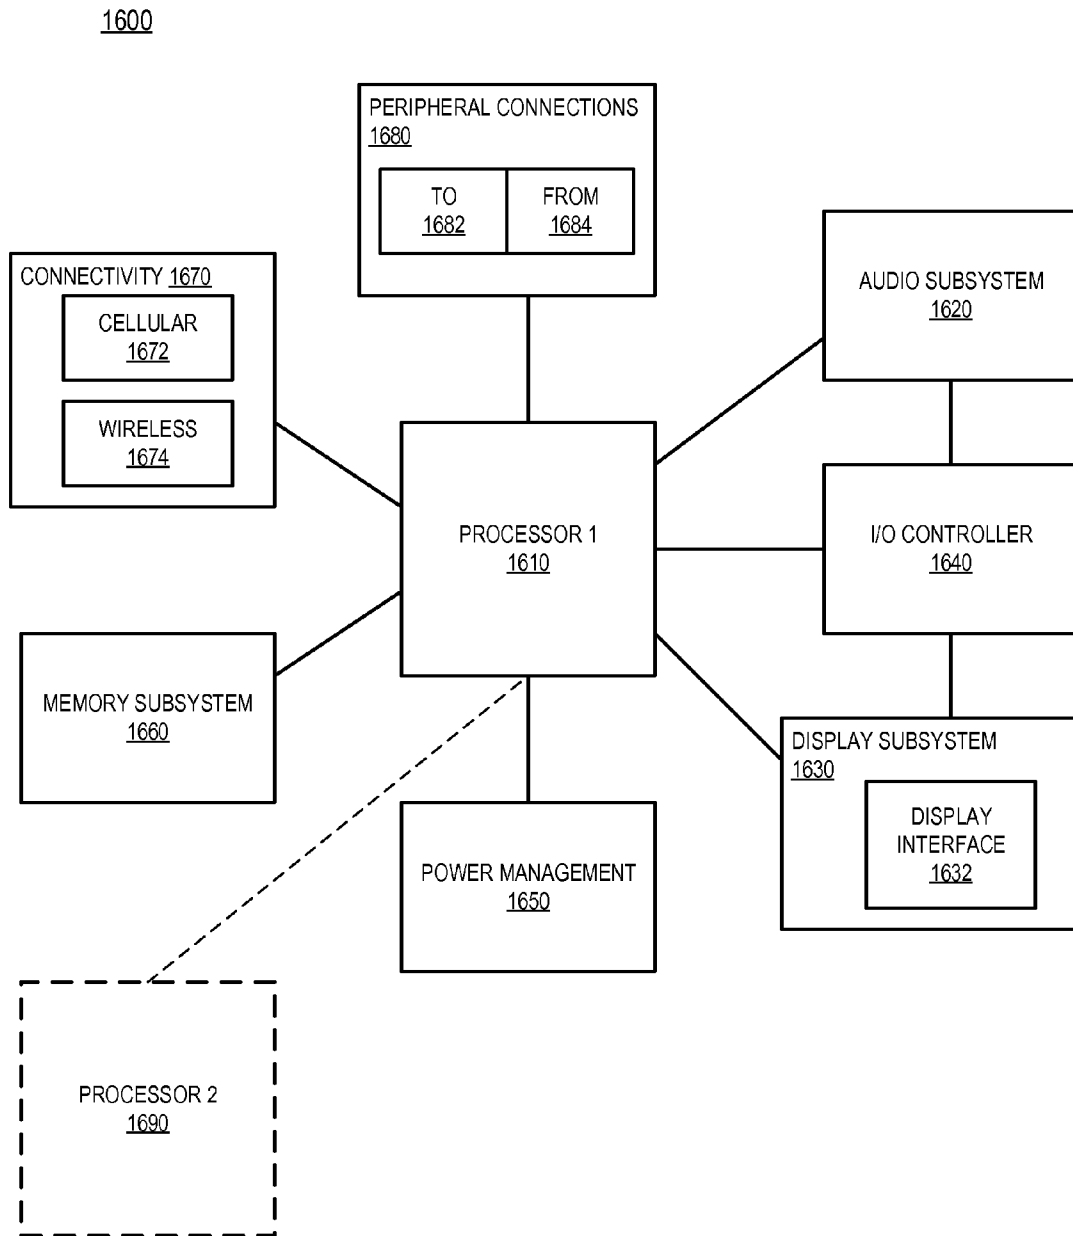 1600
PERIPHERAL CONNECTIONS
1680
TO
1682
FROM
1684
CONNECTIVITY 1670
CELLULAR
1672
WIRELESS
1674
AUDIO SUBSYSTEM
1620
PROCESSOR 1
1610
I/O CONTROLLER
1640
MEMORY SUBSYSTEM
1660
DISPLAY SUBSYSTEM
1630
DISPLAY
INTERFACE
1632
POWER MANAGEMENT
1650
PROCESSOR 2
1690